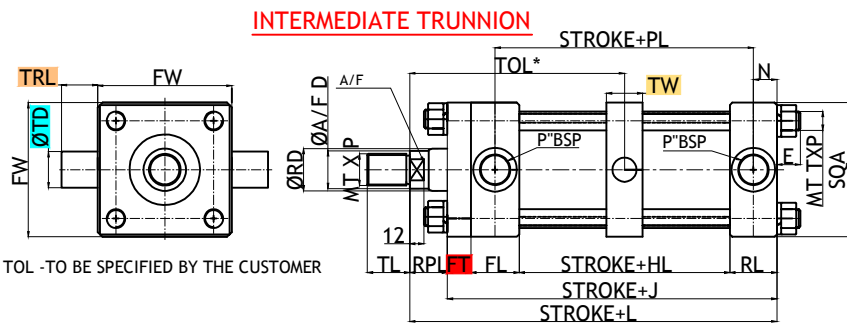 INTERMEDIATE TRUNNION
STROKE+PL
TOL*
N
TRL
FW
A/F
TW
ØTD
ØA/F D
MT X P
ØRD
P"BSP
P"BSP
E
MT TXP
SQA
FW
12
TOL -TO BE SPECIFIED BY THE CUSTOMER
TL
RPL
FT
FL
STROKE+HL
RL
STROKE+J
STROKE+L